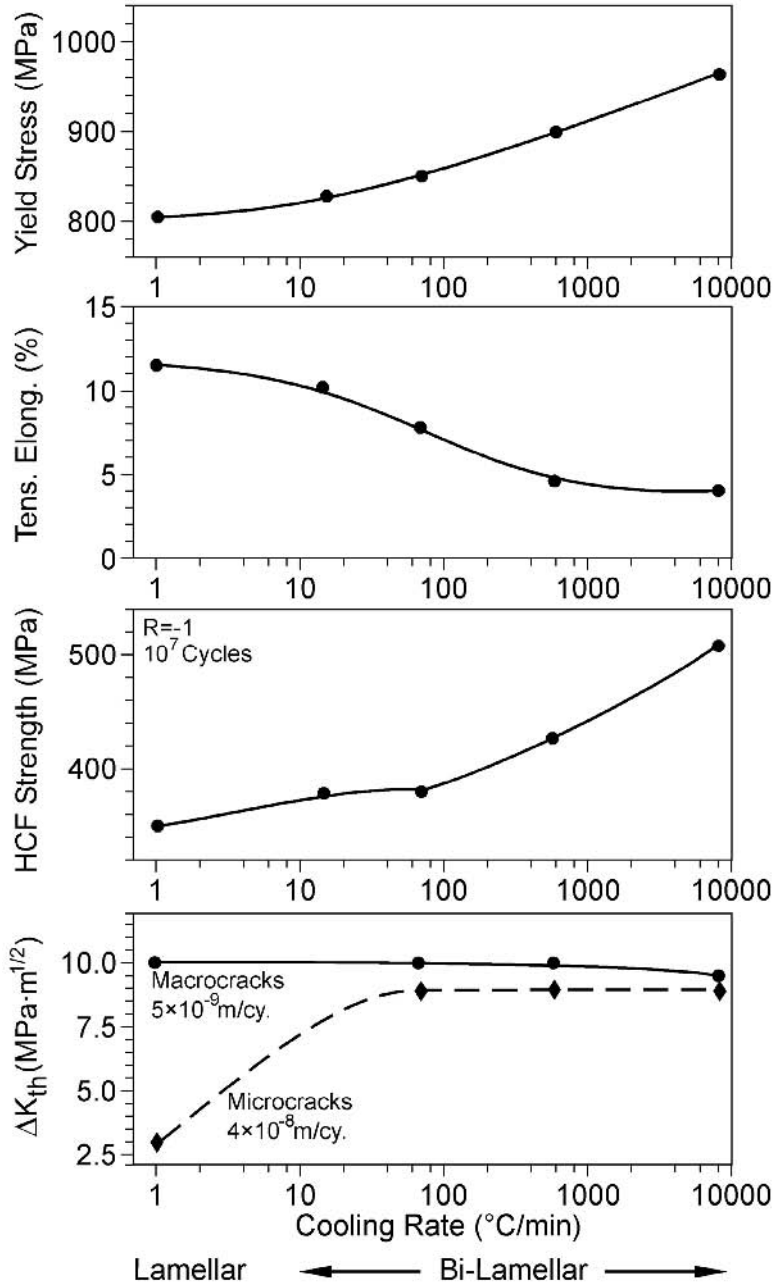 Yield Stress (MPa)
1000
900
800
1 10 100 1000 10000
Tens. Elong. (%)
15
10
5
0
1 10 100 1000 10000
HCF Strength (MPa)
R=-1
10⁷ Cycles
500
400
1 10 100 1000 10000
ΔK_th (MPa·m^1/2)
10.0
7.5
5.0
2.5
Macrocracks
5×10⁻⁹m/cy.
Microcracks
4×10⁻⁸m/cy.
1 10 100 1000 10000
Cooling Rate (°C/min)
Lamellar Bi-Lamellar